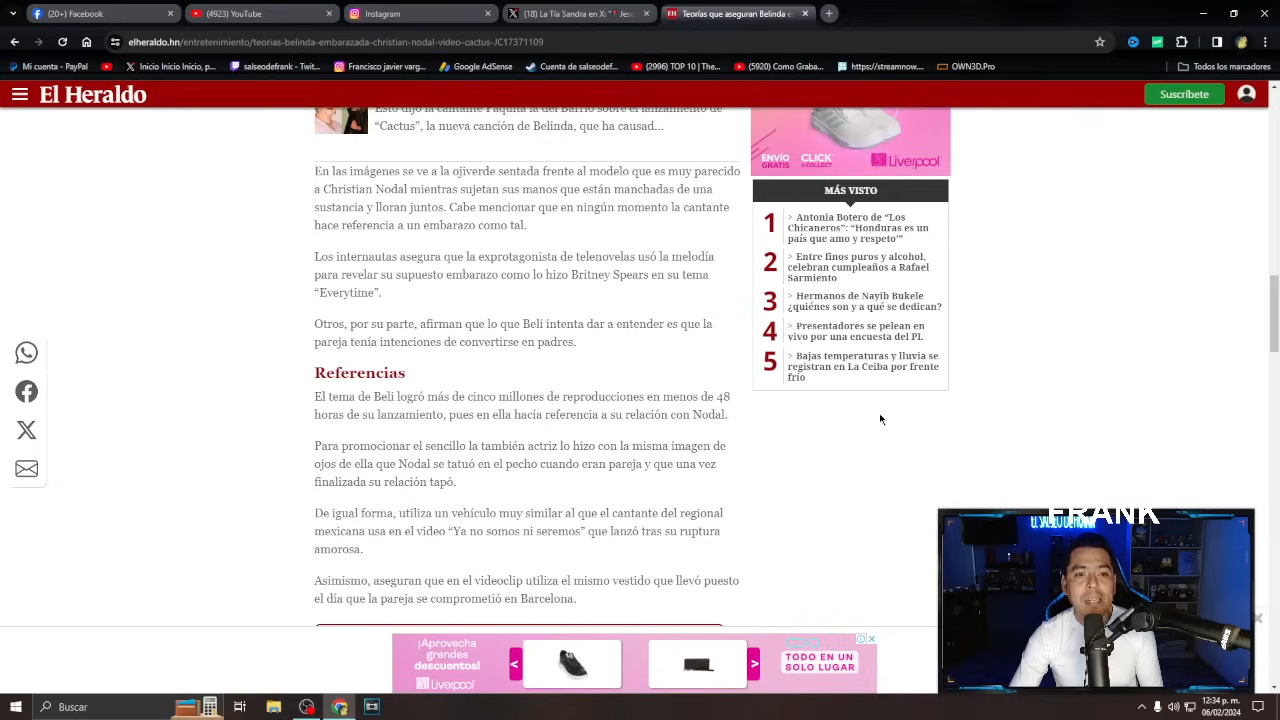 (20+) Facebook
(4923) YouTube
Instagram
(18) La Tía Sandra en X: "
Teorías que aseguran Belinda e
elheraldo.hn/entretenimiento/teorias-belinda-embarazada-christian-nodal-video-cactus-JC17371109
Mi cuenta - PayPal
Inicio Inicio Inicio, p...
salseodefrank - Twit...
Francisco javier varg...
Google AdSense
Cuenta de salseodef...
(2996) TOP 10 | The...
(5920) Como Graba...
https://streamnow....
OWN3D.Pro
Todos los marcadores
El Heraldo
Suscríbete
Esto dijo la cantante Paquita la del Barrio sobre el lanzamiento de
“Cactus”, la nueva canción de Belinda, que ha causad...
En las imágenes se ve a la ojiverde sentada frente al modelo que es muy parecido
a Christian Nodal mientras sujetan sus manos que están manchadas de una
sustancia y lloran juntos. Cabe mencionar que en ningún momento la cantante
hace referencia a un embarazo como tal.
Los internautas asegura que la exprotagonista de telenovelas usó la melodía
para revelar su supuesto embarazo como lo hizo Britney Spears en su tema
“Everytime”.
Otros, por su parte, afirman que lo que Beli intenta dar a entender es que la
pareja tenía intenciones de convertirse en padres.
Referencias
El tema de Beli logró más de cinco millones de reproducciones en menos de 48
horas de su lanzamiento, pues en ella hacía referencia a su relación con Nodal.
Para promocionar el sencillo la también actriz lo hizo con la misma imagen de
ojos de ella que Nodal se tatuó en el pecho cuando eran pareja y que una vez
finalizada su relación tapó.
De igual forma, utiliza un vehículo muy similar al que el cantante del regional
mexicana usa en el video “Ya no somos ni seremos” que lanzó tras su ruptura
amorosa.
Asimismo, aseguran que en el videoclip utiliza el mismo vestido que llevó puesto
el día que la pareja se comprometió en Barcelona.
ENVÍO GRATIS
CLICK & COLLECT
Liverpool
MÁS VISTO
1 > Antonia Botero de “Los
Chicaneros”: “Honduras es un
país que amo y respeto’”
2 > Entre finos puros y alcohol,
celebran cumpleaños a Rafael
Sarmiento
3 > Hermanos de Nayib Bukele
¿quiénes son y a qué se dedican?
4 > Presentadores se pelean en
vivo por una encuesta del PL
5 > Bajas temperaturas y lluvia se
registran en La Ceiba por frente
frío
FRANK
EL SALSEO DE FRANK
¡Aprovecha
grandes
descuentos!
Liverpool
TODO EN UN
SOLO LUGAR
Buscar
12:34 p. m.
06/02/2024